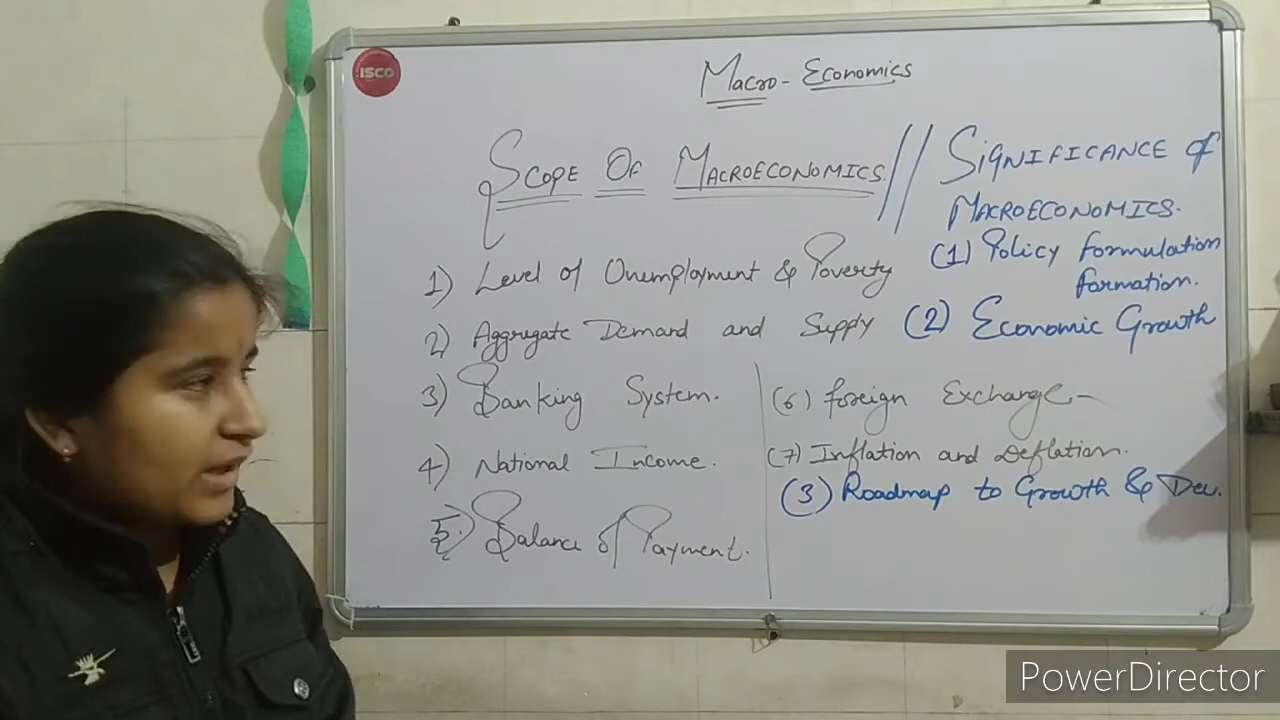 ISCO
Macro-Economics
SCOPE OF MACROECONOMICS.
1) Level of Unemployment & Poverty
2) Aggregate Demand and Supply
3) Banking System.
4) National Income.
5.) Balance of Payment.
(6) Foreign Exchange-
(7) Inflation and Deflation.
SIGNIFICANCE of
MACROECONOMICS.
(1) Policy formulation
formation.
(2) Economic Growth
(3) Roadmap to Growth & Dev.
PowerDirector